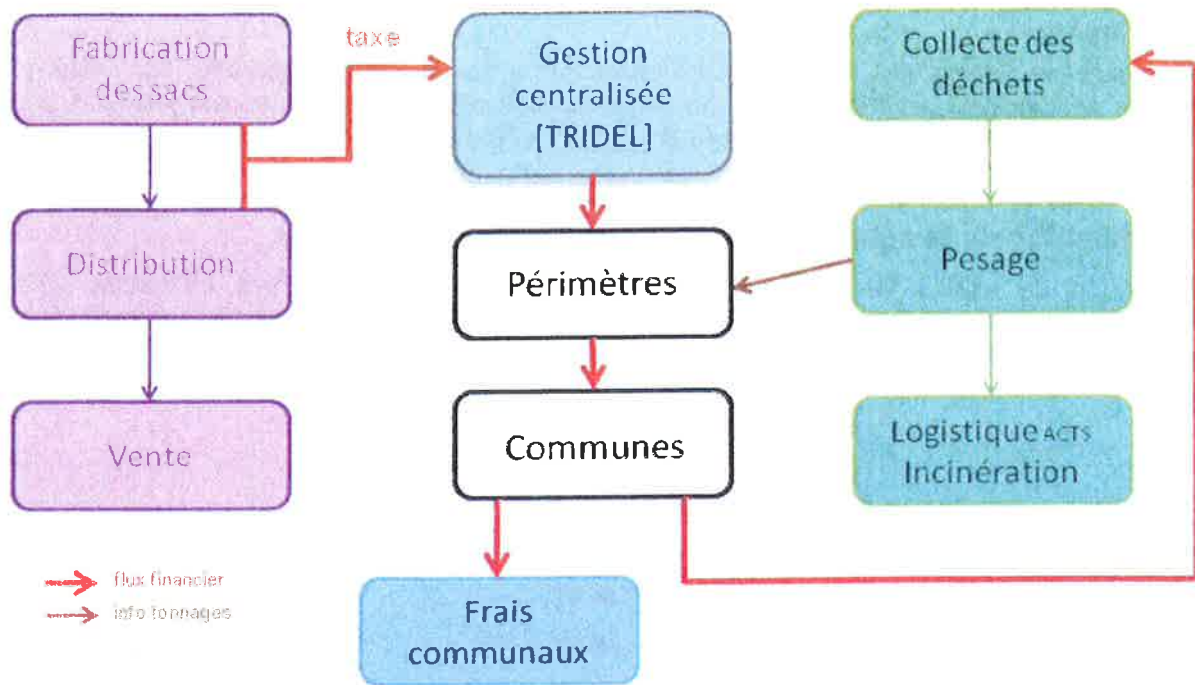 Fabrication
des sacs
taxe
Gestion
centralisée
[TRIDEL]
Collecte des
déchets
Distribution
Périmètres
Pesage
Vente
Communes
Logistique ACTS
Incinération
flux financier
info tonnages
Frais
communaux